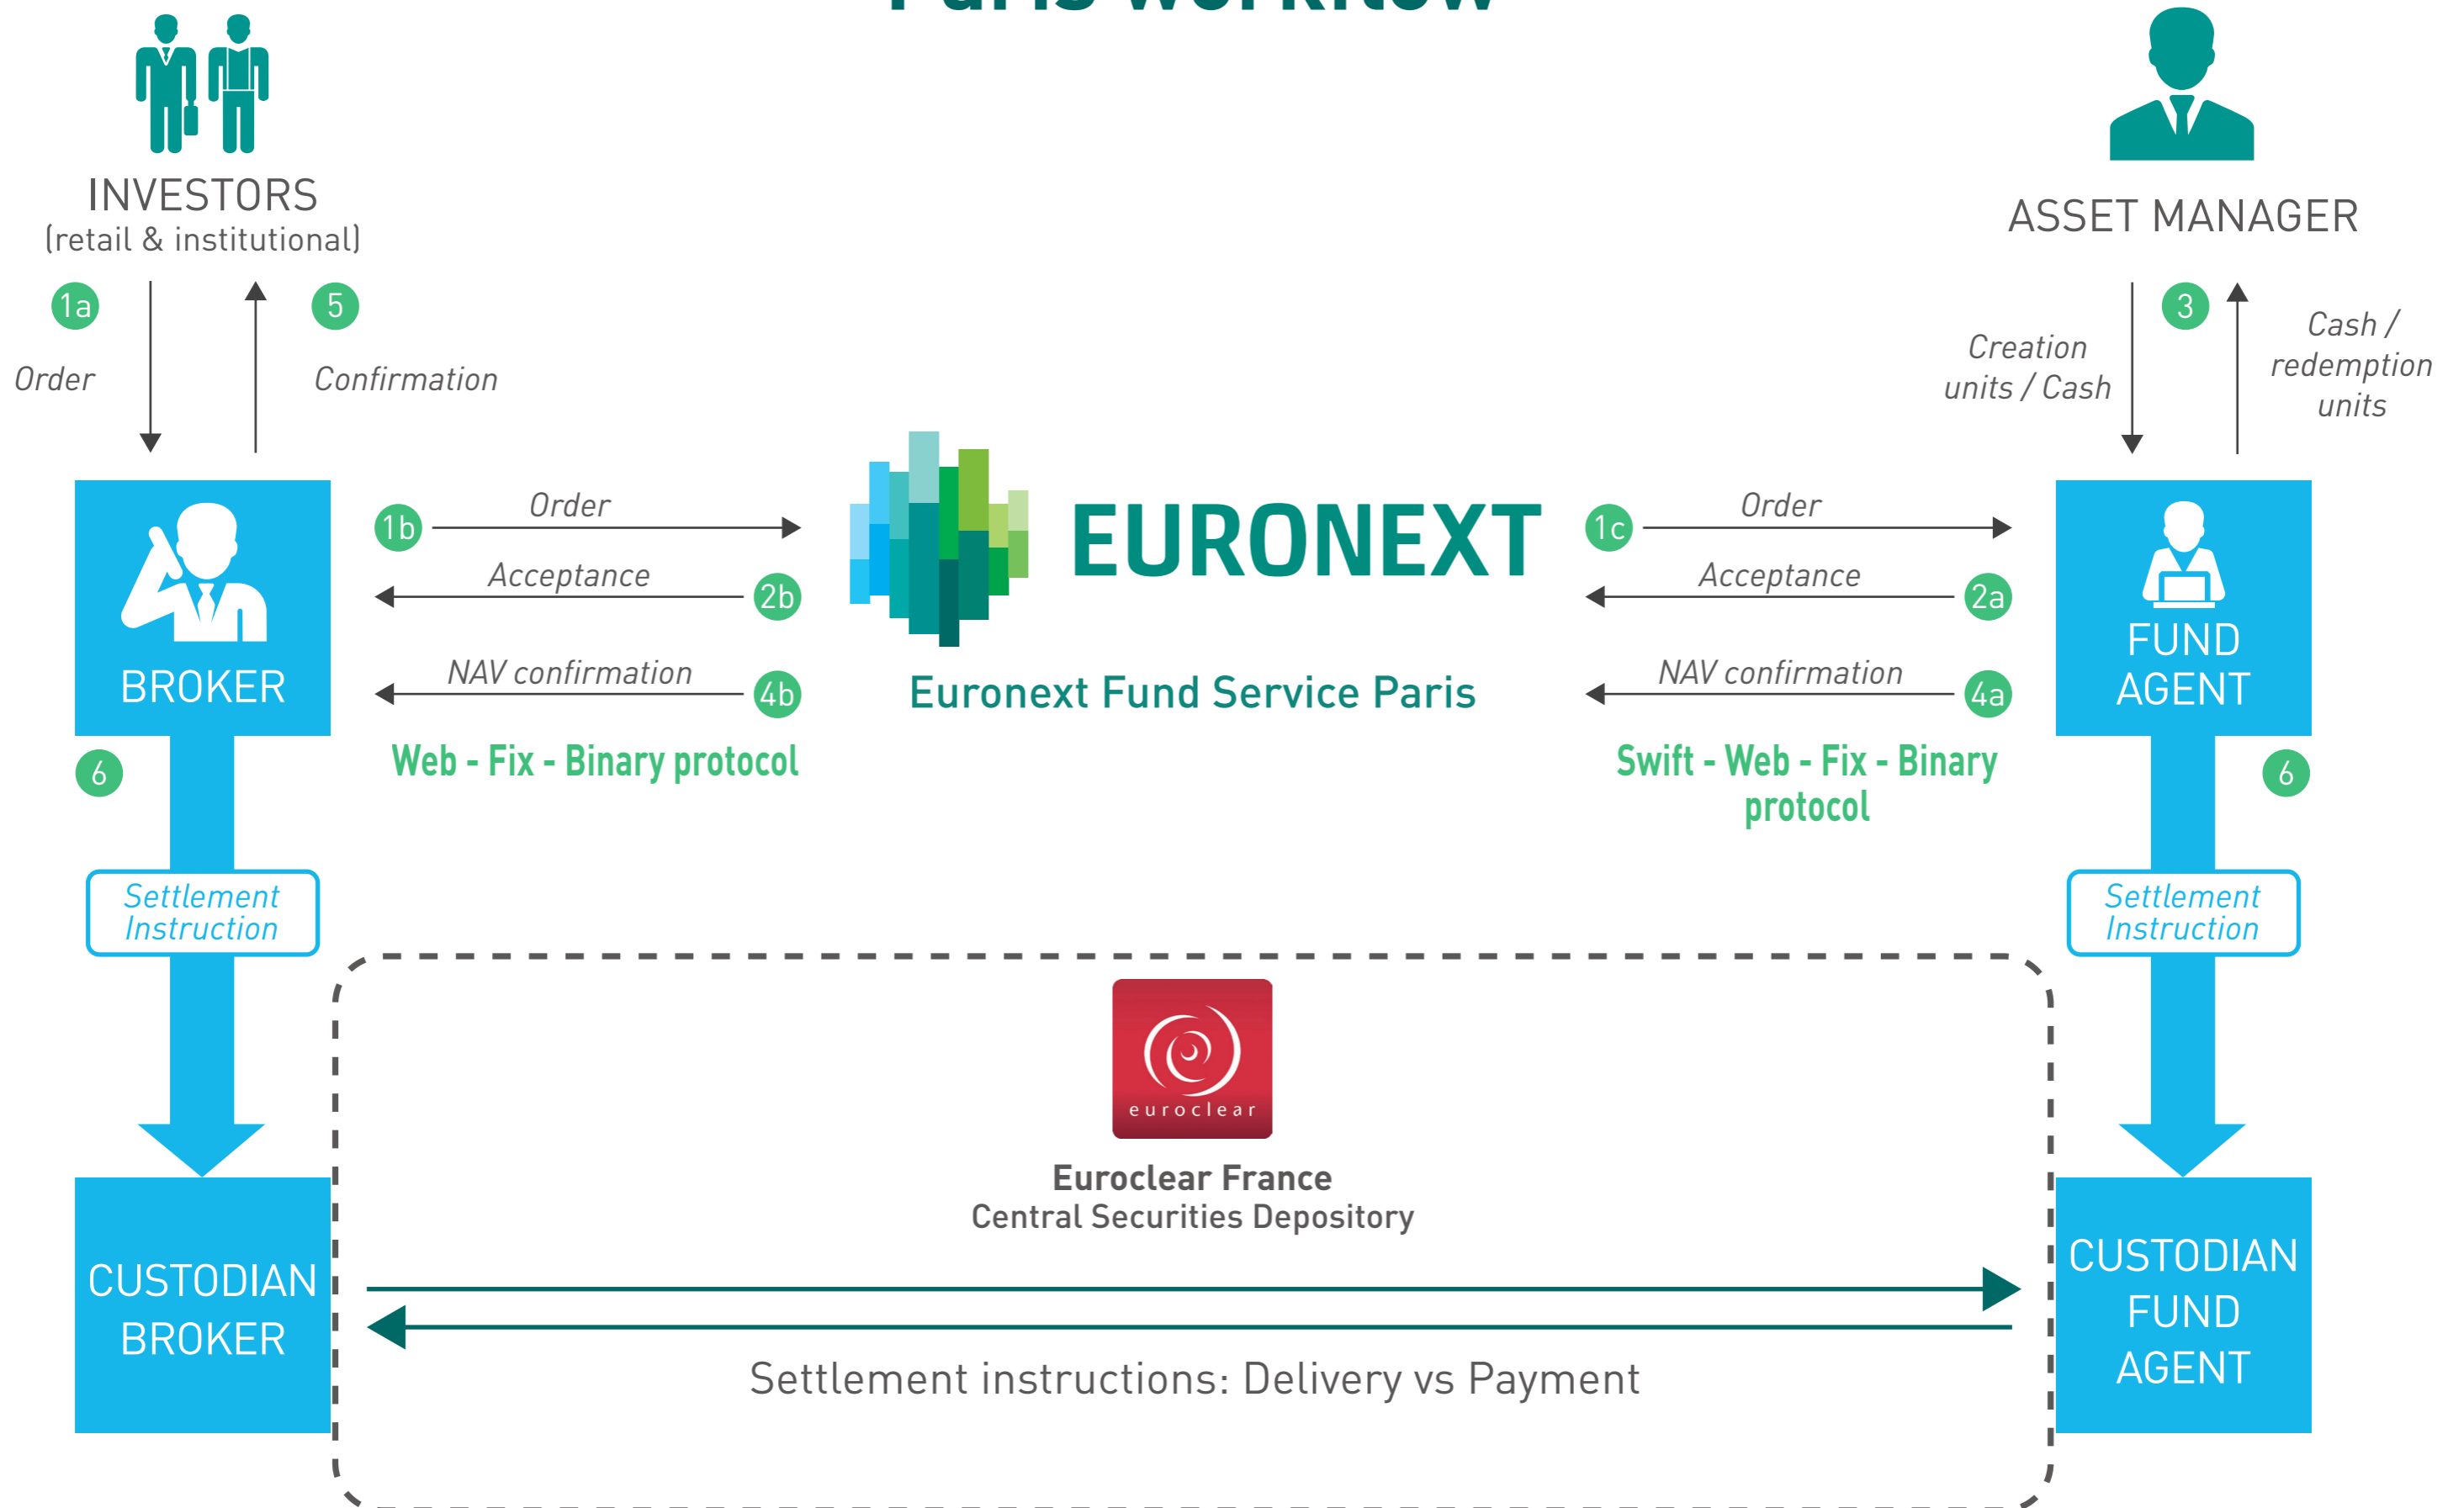 Paris workflow
INVESTORS
(retail & institutional)
ASSET MANAGER
1a
5
3
Order
Confirmation
Creation
units / Cash
Cash /
redemption
units
1b
Order
Acceptance
2b
NAV confirmation
4b
BROKER
Web - Fix - Binary protocol
EURONEXT
Euronext Fund Service Paris
1c
Order
Acceptance
2a
NAV confirmation
4a
FUND
AGENT
Swift - Web - Fix - Binary
protocol
6
6
Settlement
Instruction
Settlement
Instruction
euroclear
Euroclear France
Central Securities Depository
CUSTODIAN
BROKER
CUSTODIAN
FUND
AGENT
Settlement instructions: Delivery vs Payment